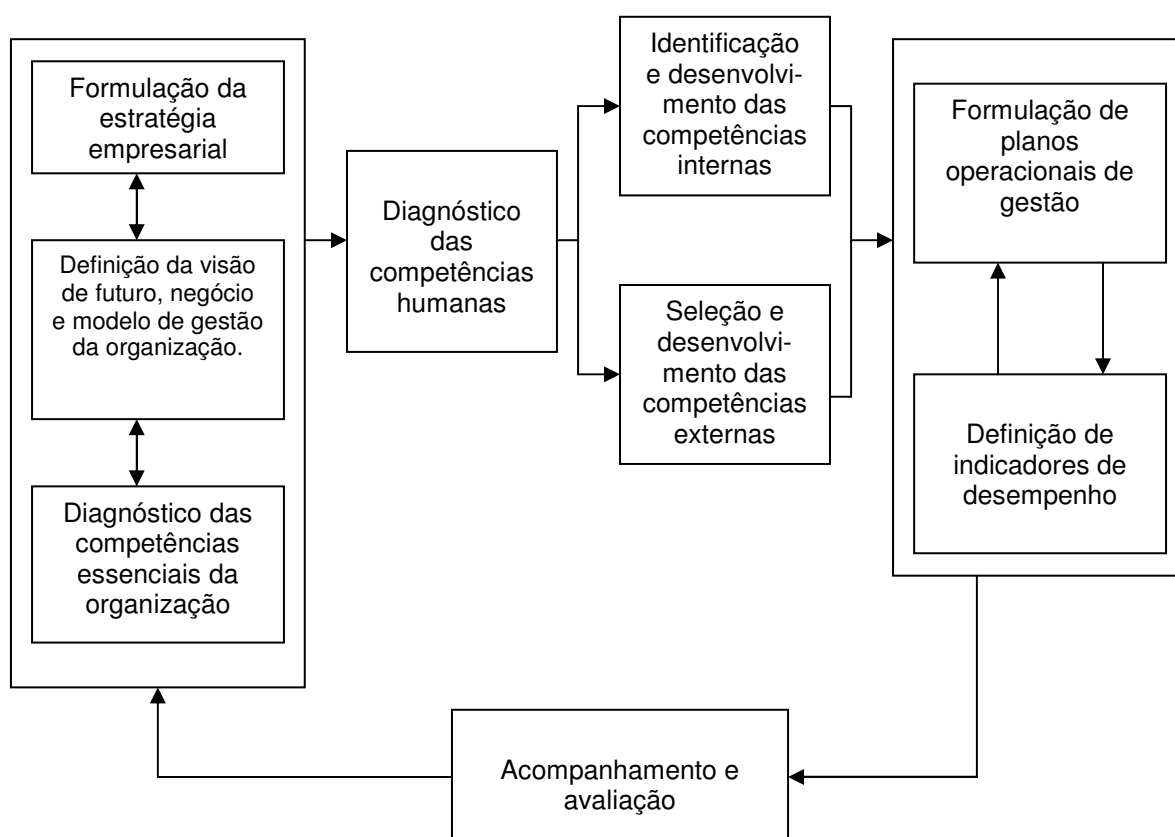 Formulação da
estratégia
empresarial
Definição da visão
de futuro, negócio
e modelo de gestão
da organização.
Diagnóstico das
competências
essenciais da
organização
Diagnóstico
das
competências
humanas
Identificação
e desenvolvi-
mento das
competências
internas
Seleção e
desenvolvi-
mento das
competências
externas
Formulação de
planos
operacionais de
gestão
Definição de
indicadores de
desempenho
Acompanhamento e
avaliação